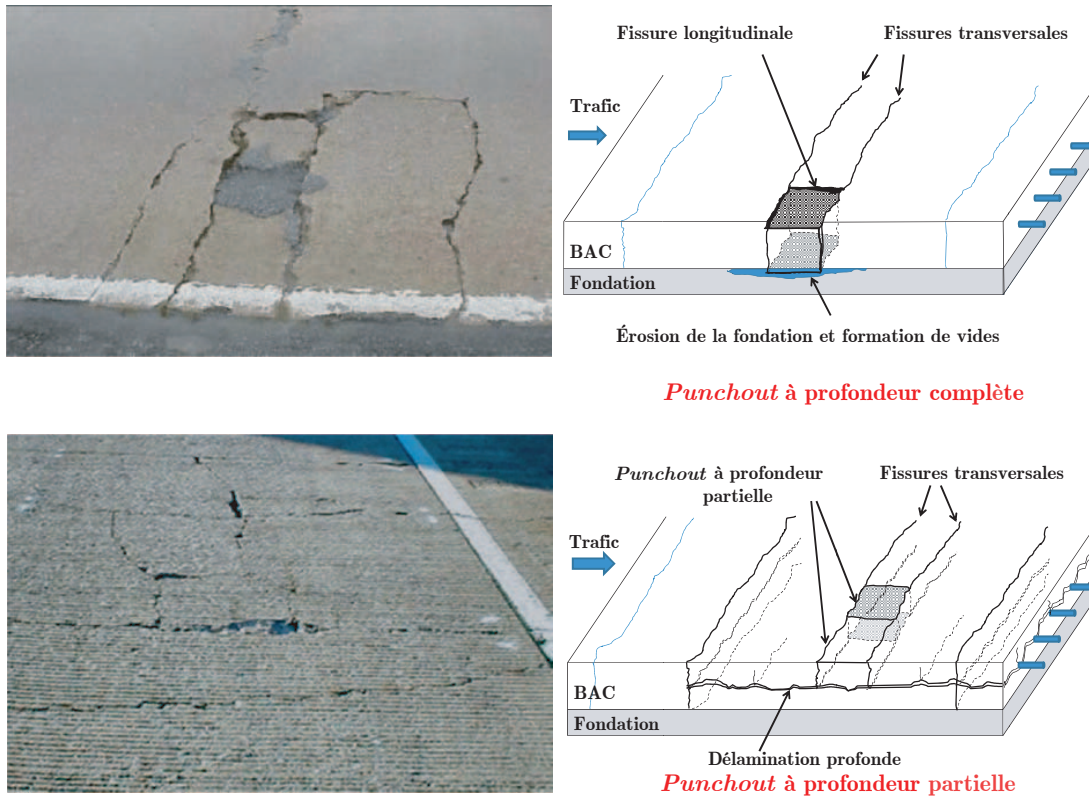 Fissure longitudinale
Fissures transversales
Trafic
BAC
Fondation
Érosion de la fondation et formation de vides
Punchout à profondeur complète
Punchout à profondeur
partielle
Fissures transversales
Trafic
BAC
Fondation
Délamination profonde
Punchout à profondeur partielle